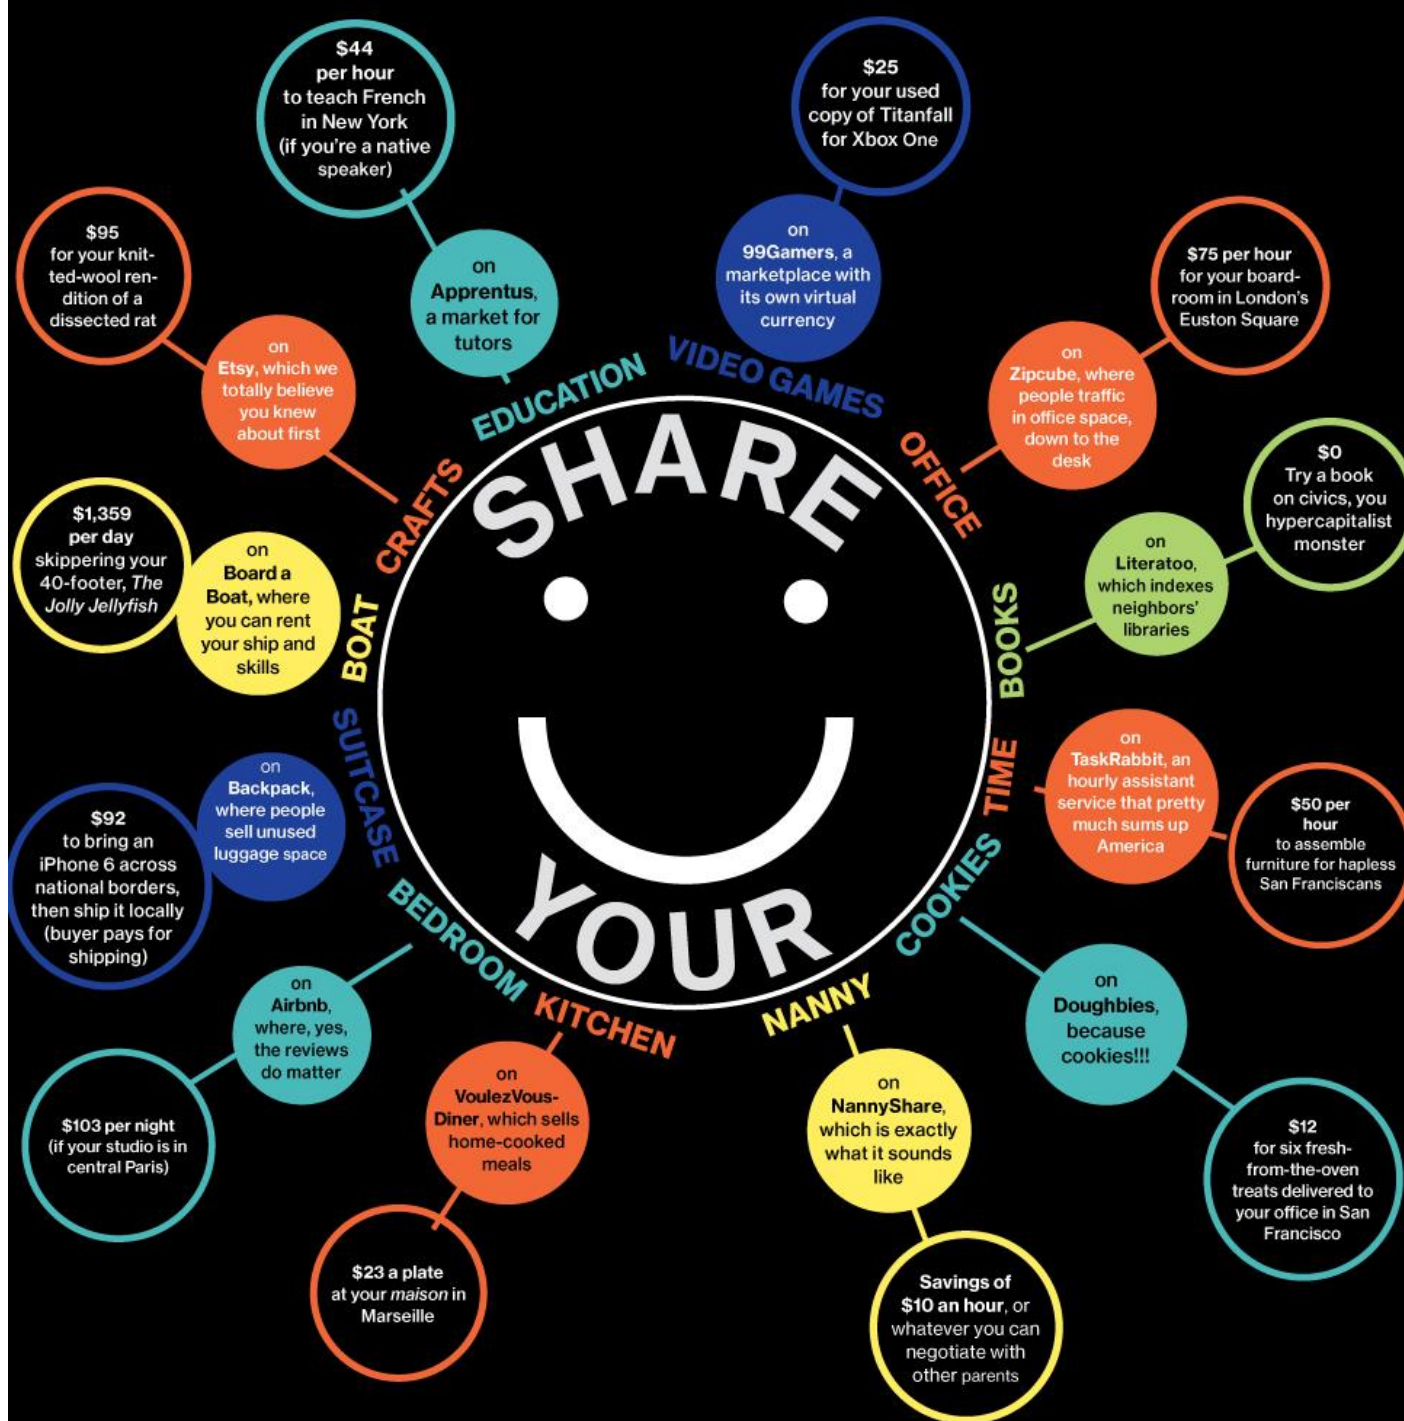 SHARE
YOUR
VIDEO GAMES
on
99Gamers, a
marketplace with
its own virtual
currency
$25
for your used
copy of Titanfall
for Xbox One
OFFICE
on
Zipcube, where
people traffic
in office space,
down to the
desk
$75 per hour
for your board-
room in London's
Euston Square
BOOKS
on
Literatoo,
which indexes
neighbors'
libraries
$0
Try a book
on civics, you
hypercapitalist
monster
TIME
on
TaskRabbit, an
hourly assistant
service that pretty
much sums up
America
$50 per
hour
to assemble
furniture for hapless
San Franciscans
COOKIES
on
Doughbies,
because
cookies!!!
$12
for six fresh-
from-the-oven
treats delivered to
your office in San
Francisco
NANNY
on
NannyShare,
which is exactly
what it sounds
like
Savings of
$10 an hour, or
whatever you can
negotiate with
other parents
KITCHEN
on
VoulezVous-
Diner, which sells
home-cooked
meals
$23 a plate
at your maison in
Marseille
BEDROOM
on
Airbnb,
where, yes,
the reviews
do matter
$103 per night
(if your studio is in
central Paris)
SUITCASE
on
Backpack,
where people
sell unused
luggage space
$92
to bring an
iPhone 6 across
national borders,
then ship it locally
(buyer pays for
shipping)
BOAT
on
Board a
Boat, where
you can rent
your ship and
skills
$1,359
per day
skippering your
40-footer, The
Jolly Jellyfish
CRAFTS
on
Etsy, which we
totally believe
you knew
about first
$95
for your knit-
ted-wool ren-
dition of a
dissected rat
EDUCATION
on
Apprentus,
a market for
tutors
$44
per hour
to teach French
in New York
(if you're a native
speaker)